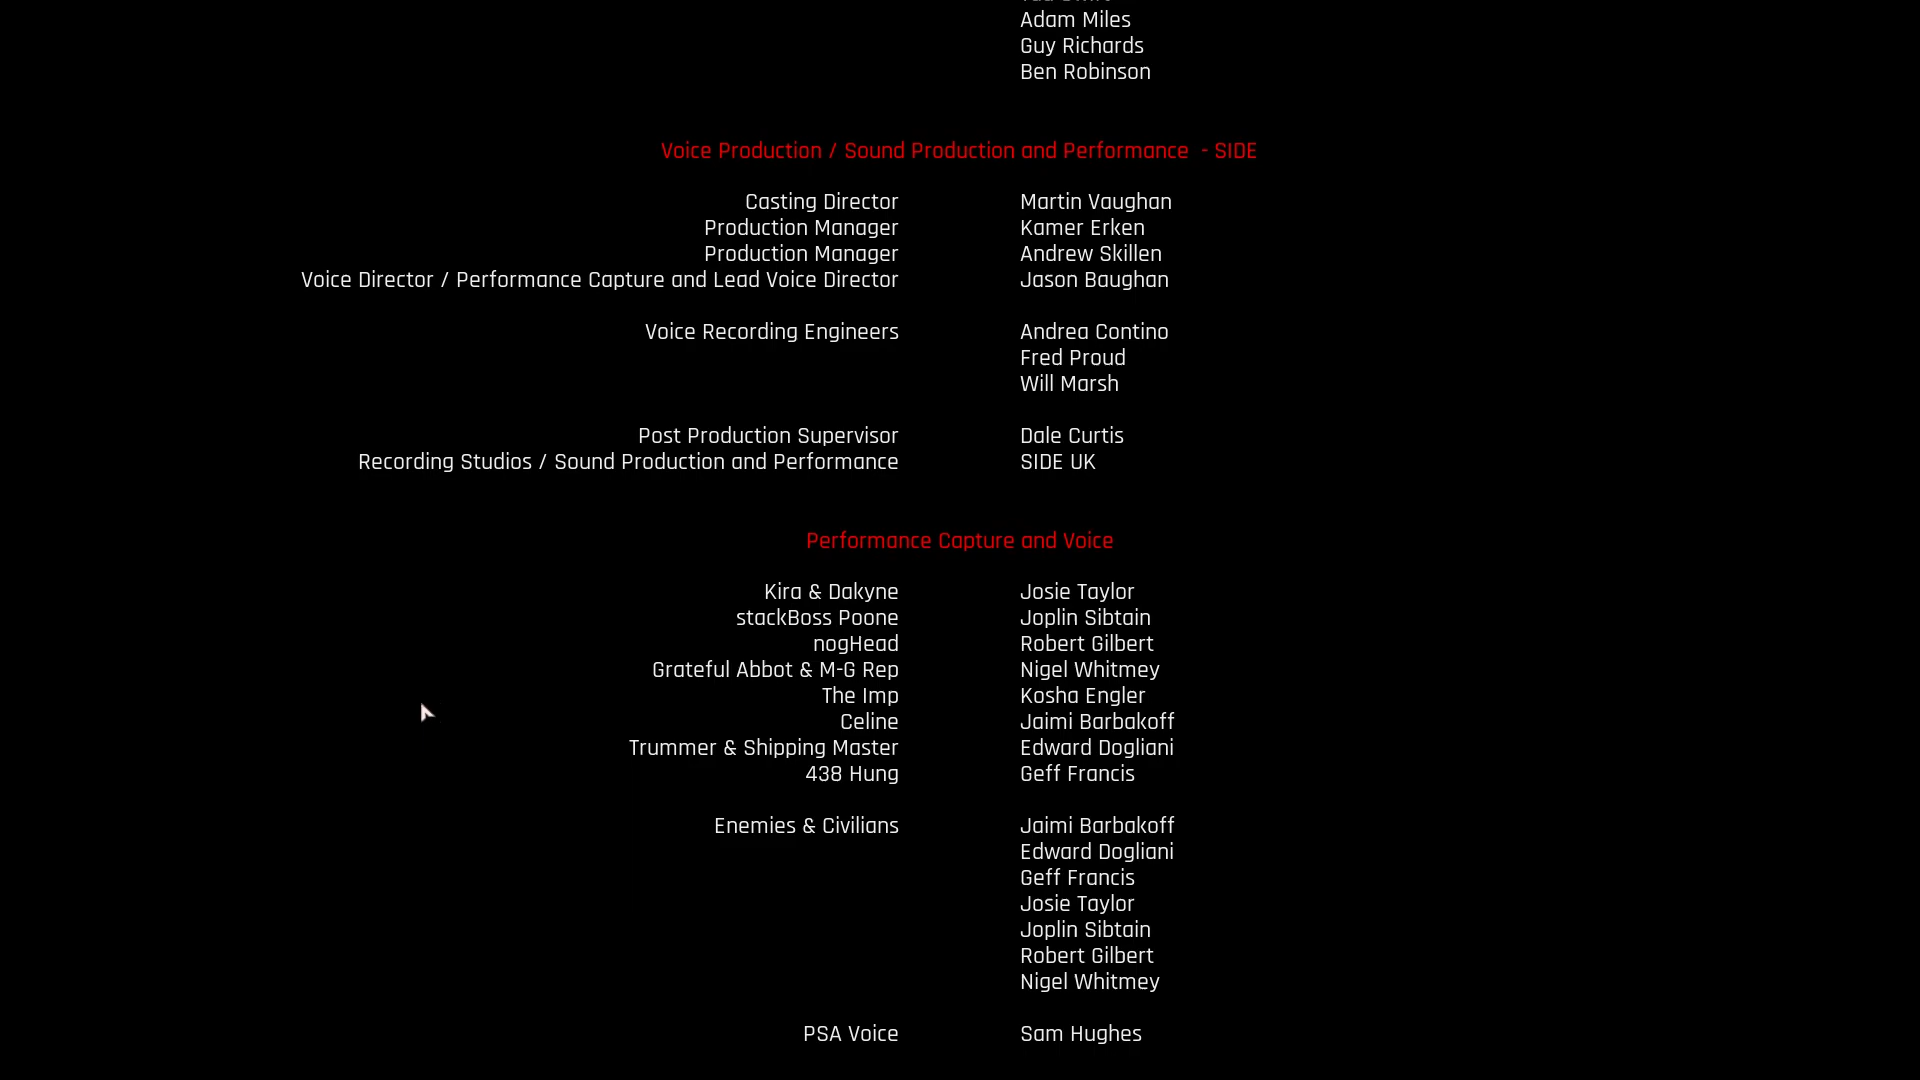 Adam Miles
Guy Richards
Ben Robinson
Voice Production / Sound Production and Performance  - SIDE
Casting Director Martin Vaughan
Production Manager Kamer Erken
Production Manager Andrew Skillen
Voice Director / Performance Capture and Lead Voice Director Jason Baughan
Voice Recording Engineers Andrea Contino
Fred Proud
Will Marsh
Post Production Supervisor Dale Curtis
Recording Studios / Sound Production and Performance SIDE UK
Performance Capture and Voice
Kira & Dakyne Josie Taylor
stackBoss Poone Joplin Sibtain
nogHead Robert Gilbert
Grateful Abbot & M-G Rep Nigel Whitmey
The Imp Kosha Engler
Celine Jaimi Barbakoff
Trummer & Shipping Master Edward Dogliani
438 Hung Geff Francis
Enemies & Civilians Jaimi Barbakoff
Edward Dogliani
Geff Francis
Josie Taylor
Joplin Sibtain
Robert Gilbert
Nigel Whitmey
PSA Voice Sam Hughes